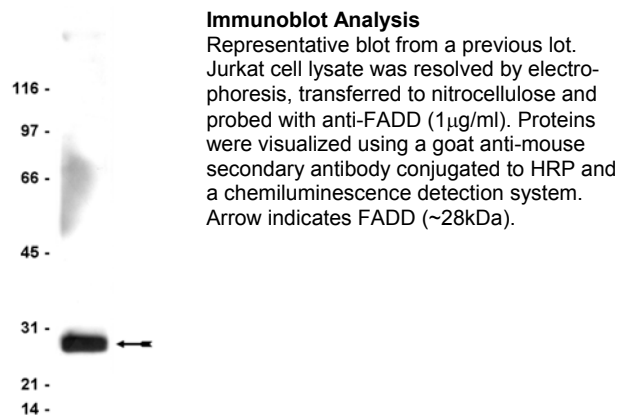 Immunoblot Analysis
Representative blot from a previous lot.
Jurkat cell lysate was resolved by electro-
phoresis, transferred to nitrocellulose and
probed with anti-FADD (1µg/ml). Proteins
were visualized using a goat anti-mouse
secondary antibody conjugated to HRP and
a chemiluminescence detection system.
Arrow indicates FADD (~28kDa).
116 -
97 -
66 -
45 -
31 -
21 -
14 -